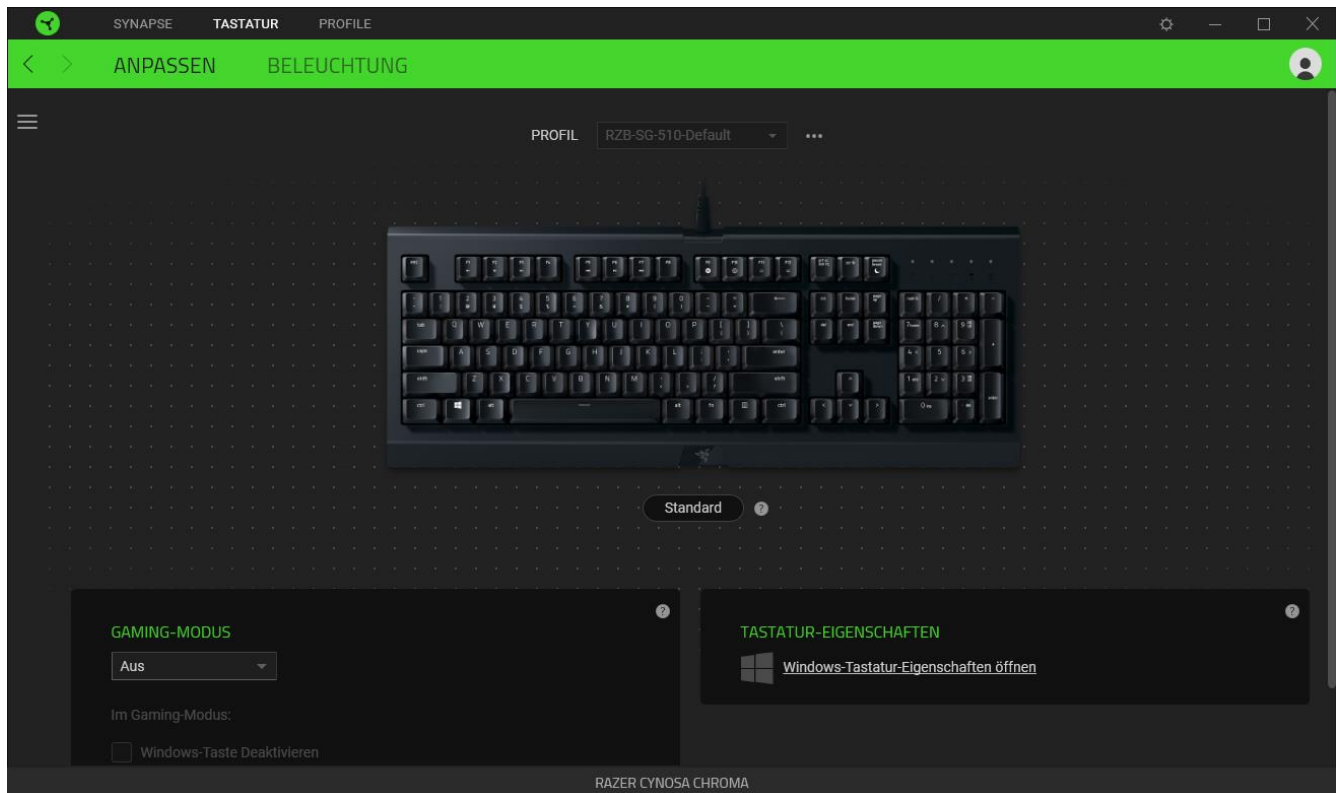 SYNAPSE TASTATUR PROFILE
ANPASSEN BELEUCHTUNG
PROFIL RZB-SG-510-Default
Q W E R T Y U I O P
A S D F G H J K L
Z X C V B N M
Standard
GAMING-MODUS
Aus
Im Gaming-Modus:
Windows-Taste Deaktivieren
TASTATUR-EIGENSCHAFTEN
Windows-Tastatur-Eigenschaften öffnen
RAZER CYNOSA CHROMA